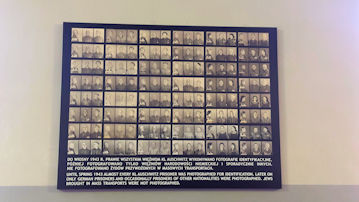 DO WIOSNY 1943 R. PRAWIE WSZYSTKIM WIĘŹNIOM KL AUSCHWITZ WYKONYWANO FOTOGRAFIE IDENTYFIKACYJNE,
PÓŹNIEJ FOTOGRAFOWANO TYLKO WIĘŹNIÓW NARODOWOŚCI NIEMIECKIEJ I SPORADYCZNIE INNYCH.
NIE FOTOGRAFOWANO ŻYDÓW PRZYWOŻONYCH W MASOWYCH TRANSPORTACH.
UNTIL SPRING 1943 ALMOST EVERY KL AUSCHWITZ PRISONER WAS PHOTOGRAPHED FOR IDENTIFICATION. LATER ON
ONLY GERMAN PRISONERS AND OCCASIONALLY PRISONERS OF OTHER NATIONALITIES WERE PHOTOGRAPHED. JEWS
BROUGHT IN MASS TRANSPORTS WERE NOT PHOTOGRAPHED.